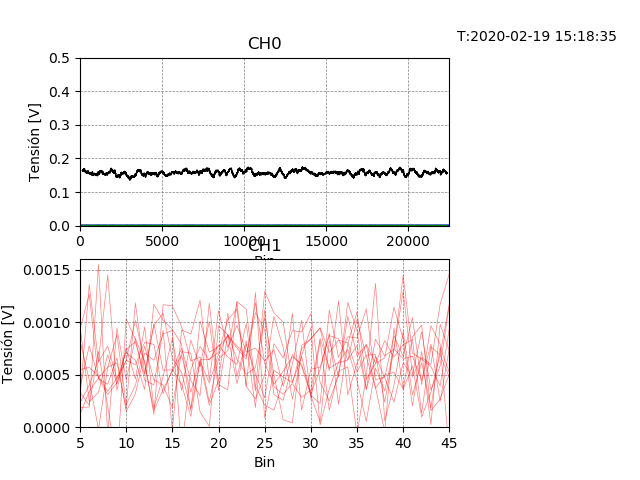 T:2020-02-19 15:18:35
CH0
0.5
0.4
0.3
0.2
0.1
0.0
Tensión [V]
0 5000 10000 15000 20000
Bin
CH1
0.0015
0.0010
0.0005
0.0000
Tensión [V]
5 10 15 20 25 30 35 40 45
Bin